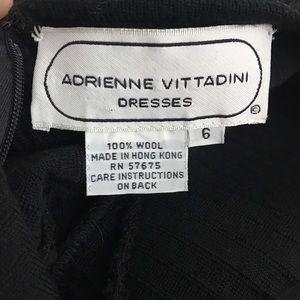 ADRIENNE VITTADINI
DRESSES
©
6
100% WOOL
MADE IN HONG KONG
RN 57675
CARE INSTRUCTIONS
ON BACK